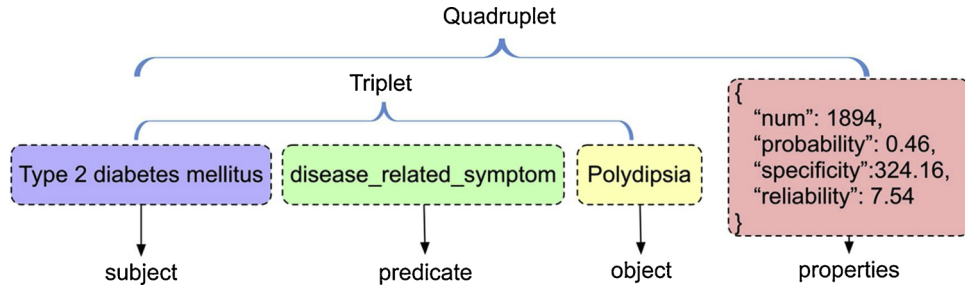 Quadruplet
Triplet
Type 2 diabetes mellitus
disease_related_symptom
Polydipsia
{
“num”: 1894,
“probability”: 0.46,
“specificity”:324.16,
“reliability”: 7.54
}
subject
predicate
object
properties